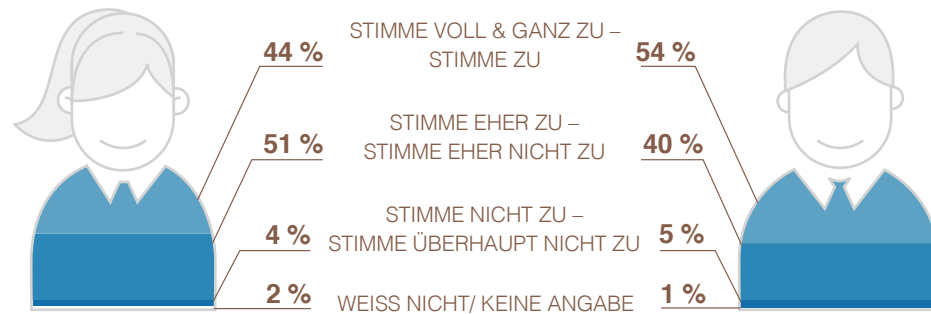 STIMME VOLL & GANZ ZU –
44 % STIMME ZU 54 %
STIMME EHER ZU –
51 % STIMME EHER NICHT ZU 40 %
STIMME NICHT ZU –
4 % STIMME ÜBERHAUPT NICHT ZU 5 %
2 % WEISS NICHT/ KEINE ANGABE 1 %